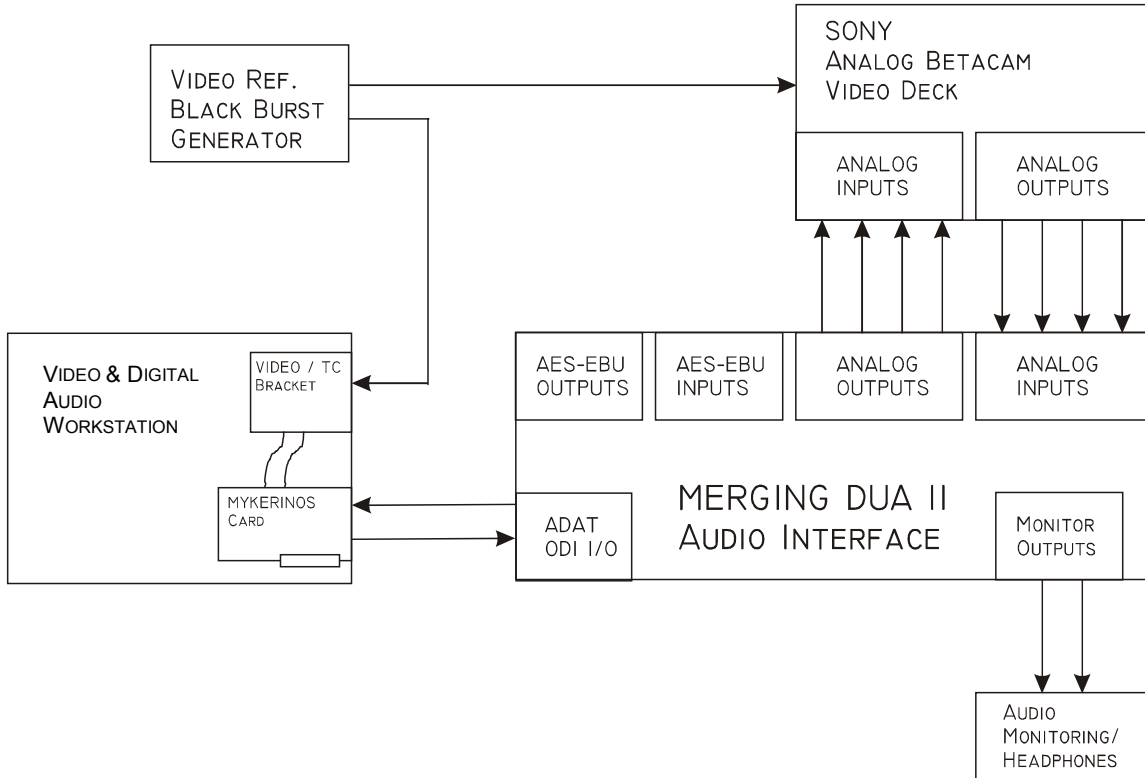 VIDEO REF.
BLACK BURST
GENERATOR
SONY
ANALOG BETACAM
VIDEO DECK
ANALOG
INPUTS
ANALOG
OUTPUTS
VIDEO & DIGITAL
AUDIO
WORKSTATION
VIDEO / TC
BRACKET
MYKERINOS
CARD
AES-EBU
OUTPUTS
AES-EBU
INPUTS
ANALOG
OUTPUTS
ANALOG
INPUTS
ADAT
ODI I/O
MERGING DUA II
AUDIO INTERFACE
MONITOR
OUTPUTS
AUDIO
MONITORING/
HEADPHONES